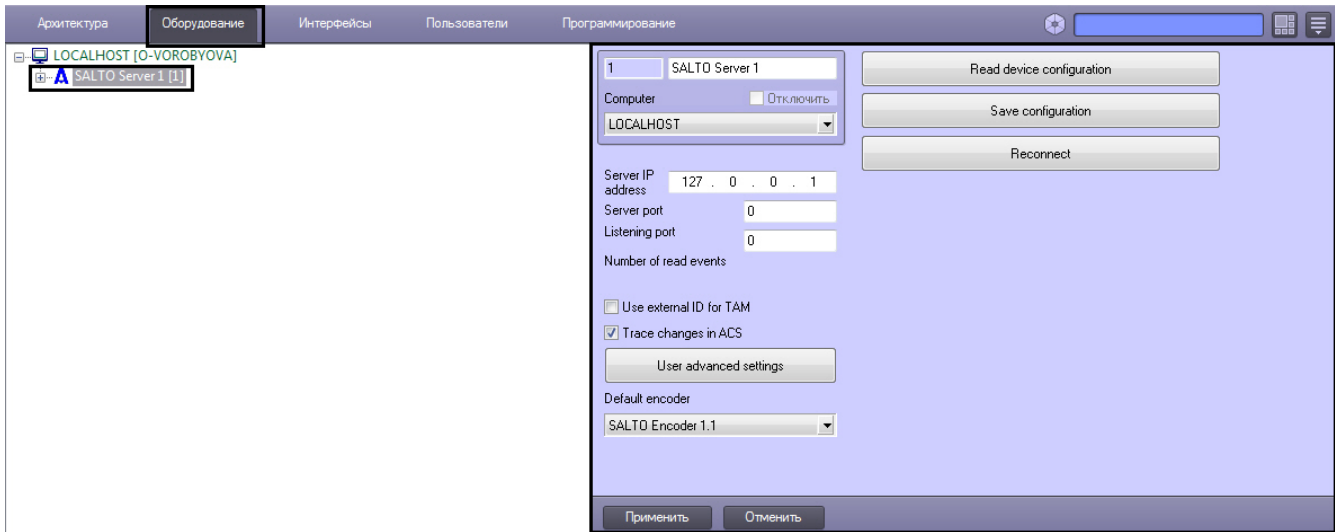 Архитектура Оборудование Интерфейсы Пользователи Программирование
LOCALHOST [O-VOROBYOVA]
SALTO Server 1 [1]
1 SALTO Server 1
Computer Отключить
LOCALHOST
Server IP
address
127 . 0 . 0 . 1
Server port 0
Listening port 0
Number of read events
Use external ID for TAM
Trace changes in ACS
User advanced settings
Default encoder
SALTO Encoder 1.1
Read device configuration
Save configuration
Reconnect
Применить Отменить